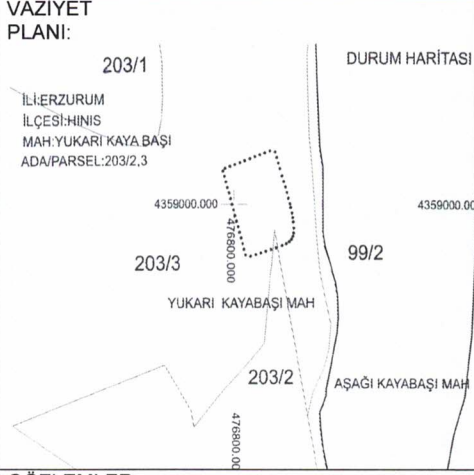 VAZİYET
PLANI:
203/1
DURUM HARİTASI
İLİ:ERZURUM
İLÇESİ:HINIS
MAH:YUKARI KAYA BAŞI
ADA/PARSEL:203/2,3
4359000.000
4359000.00
476800.000
203/3
99/2
YUKARI KAYABAŞI MAH
203/2
AŞAĞI KAYABAŞI MAH
476800.00